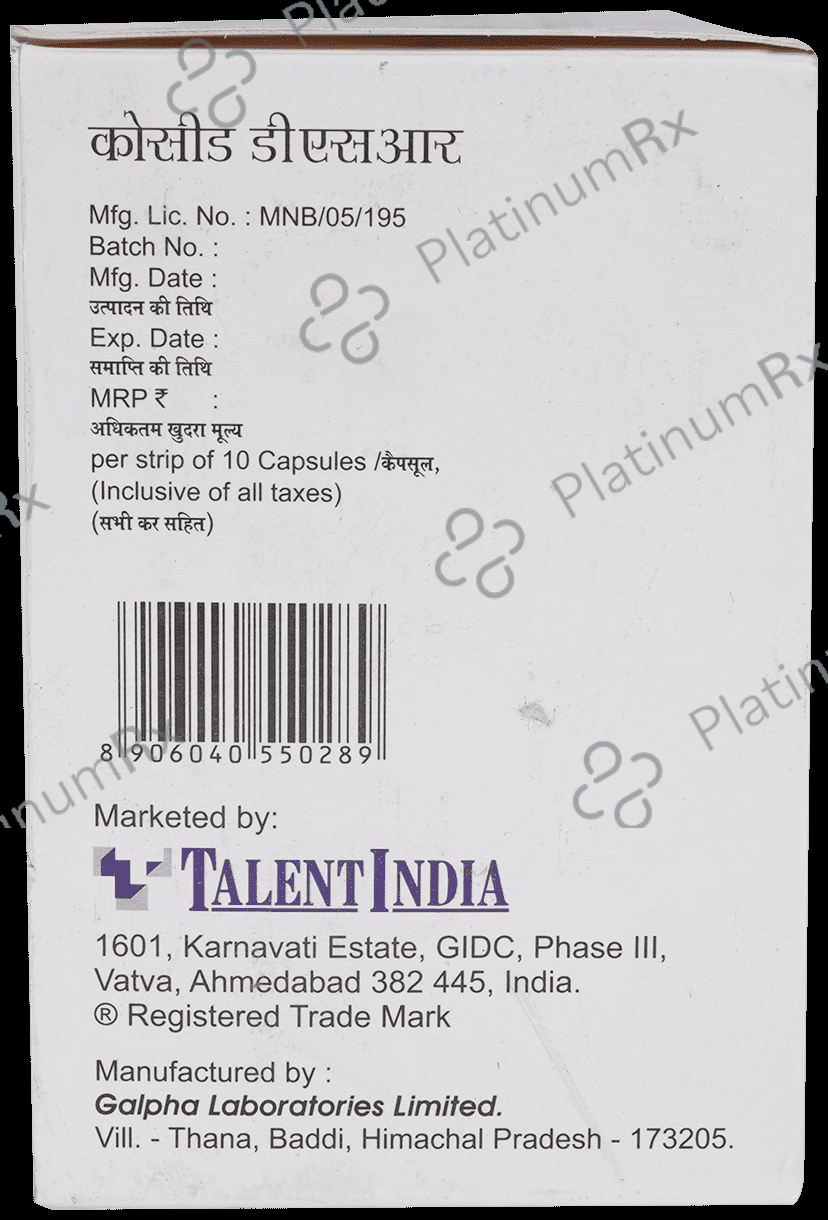 कोसीड डीएसआर
Mfg. Lic. No. : MNB/05/195
Batch No. :
Mfg. Date :
उत्पादन की तिथि
Exp. Date :
समाप्ति की तिथि
MRP ₹ :
अधिकतम खुदरा मूल्य
per strip of 10 Capsules /कैपसूल,
(Inclusive of all taxes)
(सभी कर सहित)
8 906040 550289
Marketed by:
TALENT INDIA
1601, Karnavati Estate, GIDC, Phase III,
Vatva, Ahmedabad 382 445, India.
® Registered Trade Mark
Manufactured by :
Galpha Laboratories Limited.
Vill. - Thana, Baddi, Himachal Pradesh - 173205.
PlatinumRx
PlatinumRx